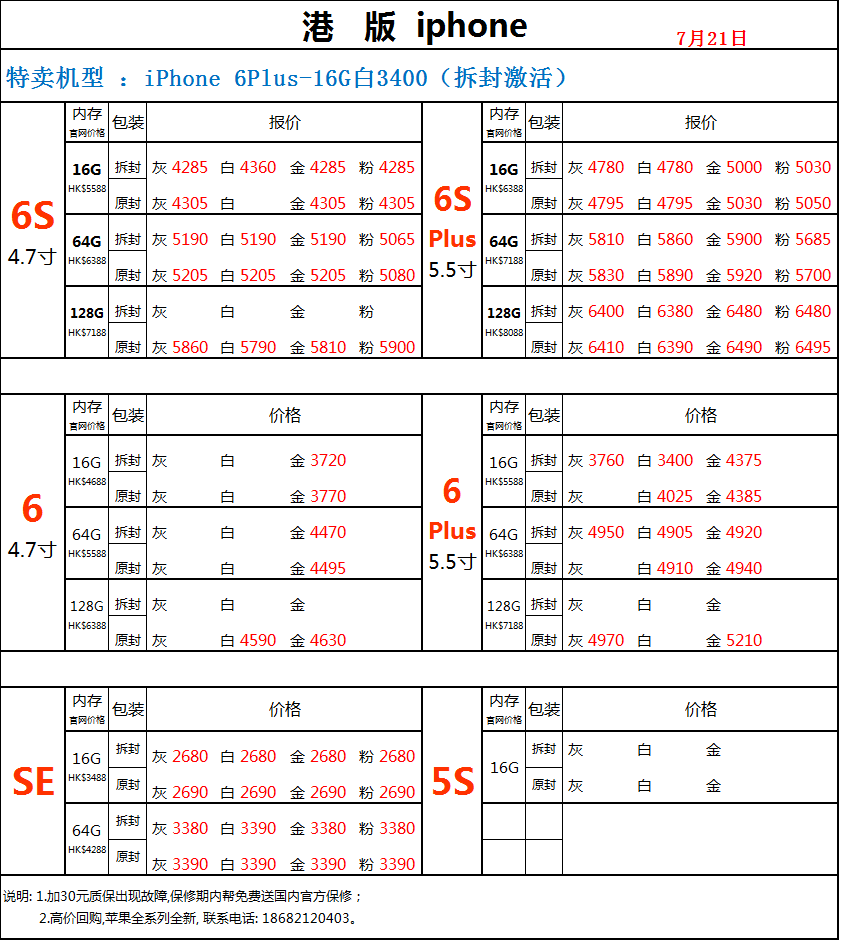 港 版 iphone
7月21日
特卖机型 ：iPhone 6Plus-16G白3400（拆封激活）
6S
4.7寸
内存
官网价格
包装
报价
16G
HK$5588
拆封 灰 4285 白 4360 金 4285 粉 4285
原封 灰 4305 白 金 4305 粉 4305
64G
HK$6388
拆封 灰 5190 白 5190 金 5190 粉 5065
原封 灰 5205 白 5205 金 5205 粉 5080
128G
HK$7188
拆封 灰 白 金 粉
原封 灰 5860 白 5790 金 5810 粉 5900
6S
Plus
5.5寸
内存
官网价格
包装
报价
16G
HK$6388
拆封 灰 4780 白 4780 金 5000 粉 5030
原封 灰 4795 白 4795 金 5030 粉 5050
64G
HK$7188
拆封 灰 5810 白 5860 金 5900 粉 5685
原封 灰 5830 白 5890 金 5920 粉 5700
128G
HK$8088
拆封 灰 6400 白 6380 金 6480 粉 6480
原封 灰 6410 白 6390 金 6490 粉 6495
6
4.7寸
内存
官网价格
包装
价格
16G
HK$4688
拆封 灰 白 金 3720
原封 灰 白 金 3770
64G
HK$5588
拆封 灰 白 金 4470
原封 灰 白 金 4495
128G
HK$6388
拆封 灰 白 金
原封 灰 白 4590 金 4630
6
Plus
5.5寸
内存
官网价格
包装
价格
16G
HK$5588
拆封 灰 3760 白 3400 金 4375
原封 灰 白 4025 金 4385
64G
HK$6388
拆封 灰 4950 白 4905 金 4920
原封 灰 白 4910 金 4940
128G
HK$7188
拆封 灰 白 金
原封 灰 4970 白 金 5210
SE
内存
官网价格
包装
价格
16G
HK$3488
拆封 灰 2680 白 2680 金 2680 粉 2680
原封 灰 2690 白 2690 金 2690 粉 2690
64G
HK$4288
拆封 灰 3380 白 3390 金 3380 粉 3380
原封 灰 3390 白 3390 金 3390 粉 3390
5S
内存
官网价格
包装
价格
16G
拆封 灰 白 金
原封 灰 白 金
说明: 1.加30元质保出现故障,保修期内帮免费送国内官方保修；
2.高价回购,苹果全系列全新, 联系电话: 18682120403。